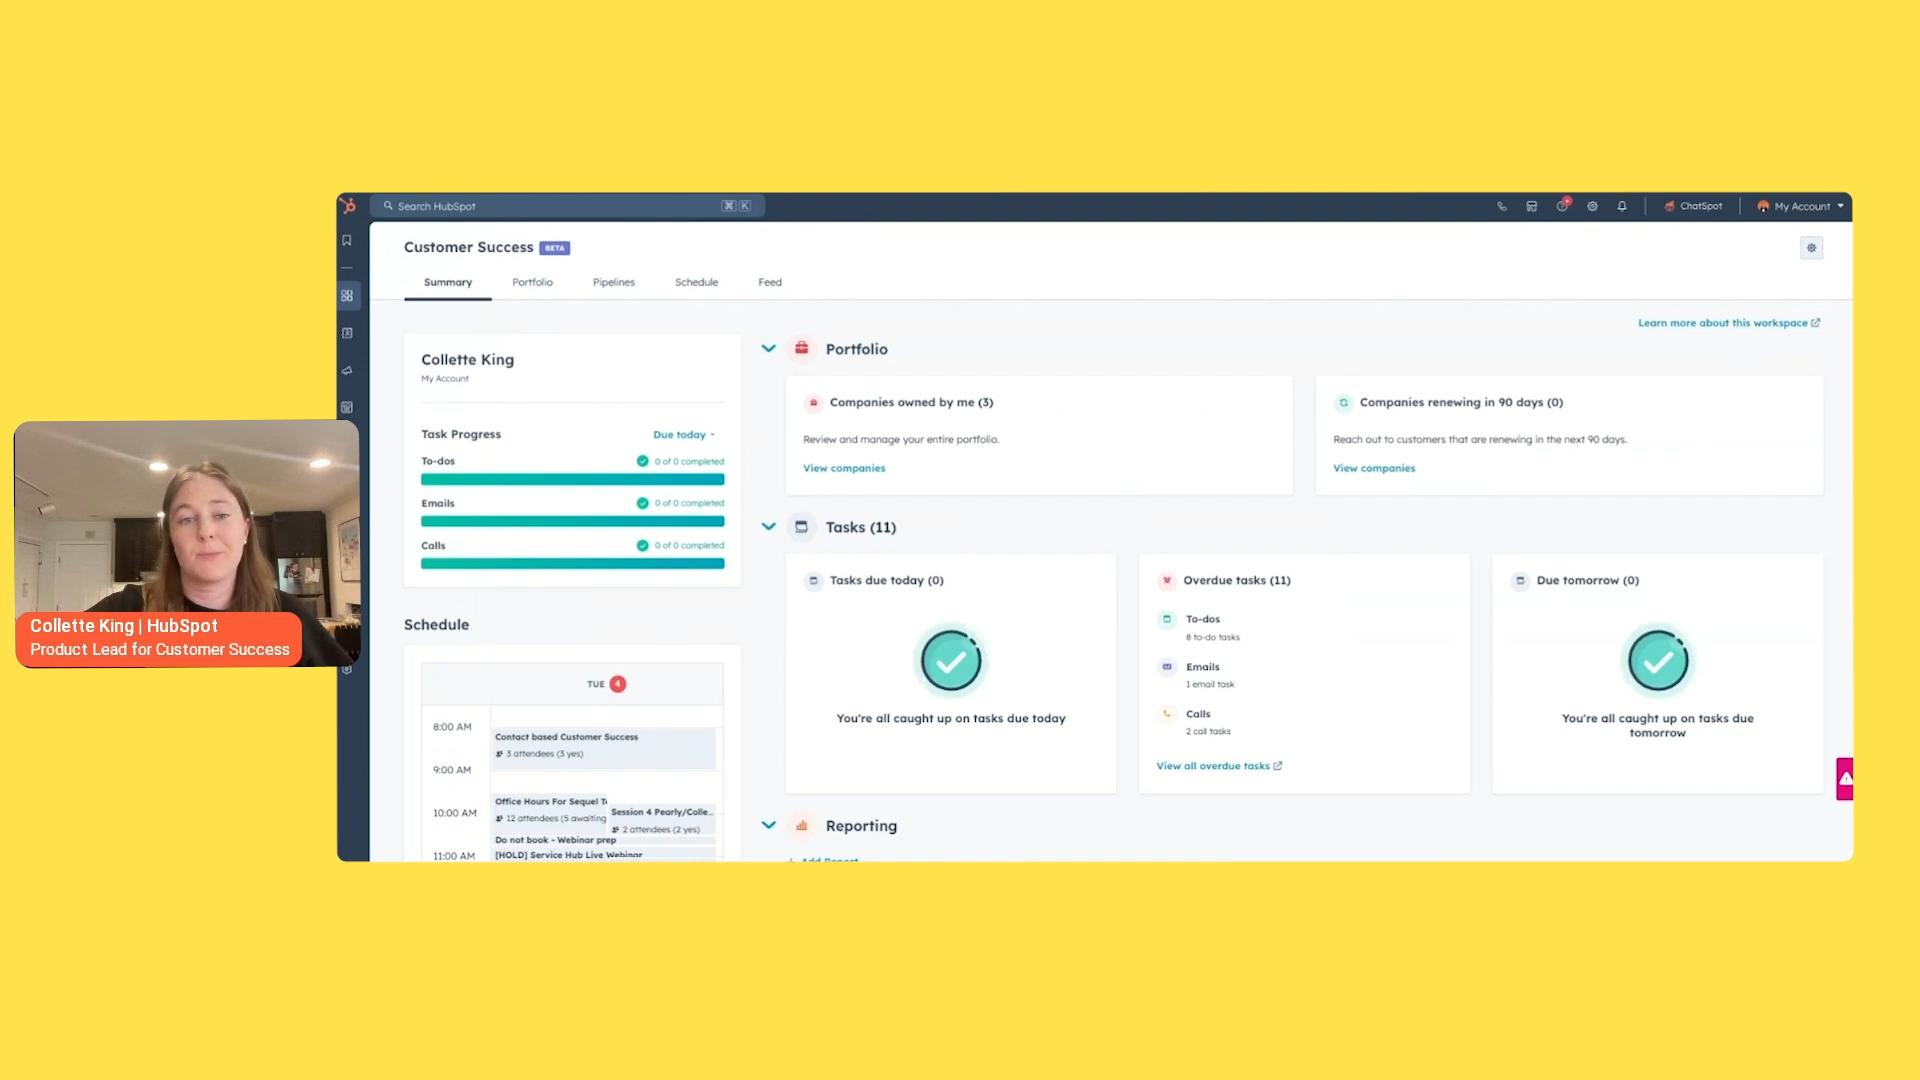 Search HubSpot
⌘ K
ChatSpot
My Account
Customer Success BETA
Summary
Portfolio
Pipelines
Schedule
Feed
Learn more about this workspace
Collette King
My Account
Task Progress
Due today
To-dos
0 of 0 completed
Emails
0 of 0 completed
Calls
0 of 0 completed
Schedule
TUE 4
8:00 AM
Contact based Customer Success
3 attendees (3 yes)
9:00 AM
10:00 AM
Office Hours For Sequel T
12 attendees (5 awaiting
Session 4 Pearly/Colle...
2 attendees (2 yes)
Do not book - Webinar prep
11:00 AM
[HOLD] Service Hub Live Webinar
Portfolio
Companies owned by me (3)
Review and manage your entire portfolio.
View companies
Companies renewing in 90 days (0)
Reach out to customers that are renewing in the next 90 days.
View companies
Tasks (11)
Tasks due today (0)
You're all caught up on tasks due today
Overdue tasks (11)
To-dos
8 to-do tasks
Emails
1 email task
Calls
2 call tasks
View all overdue tasks
Due tomorrow (0)
You're all caught up on tasks due
tomorrow
Reporting
Add Report
Collette King | HubSpot
Product Lead for Customer Success